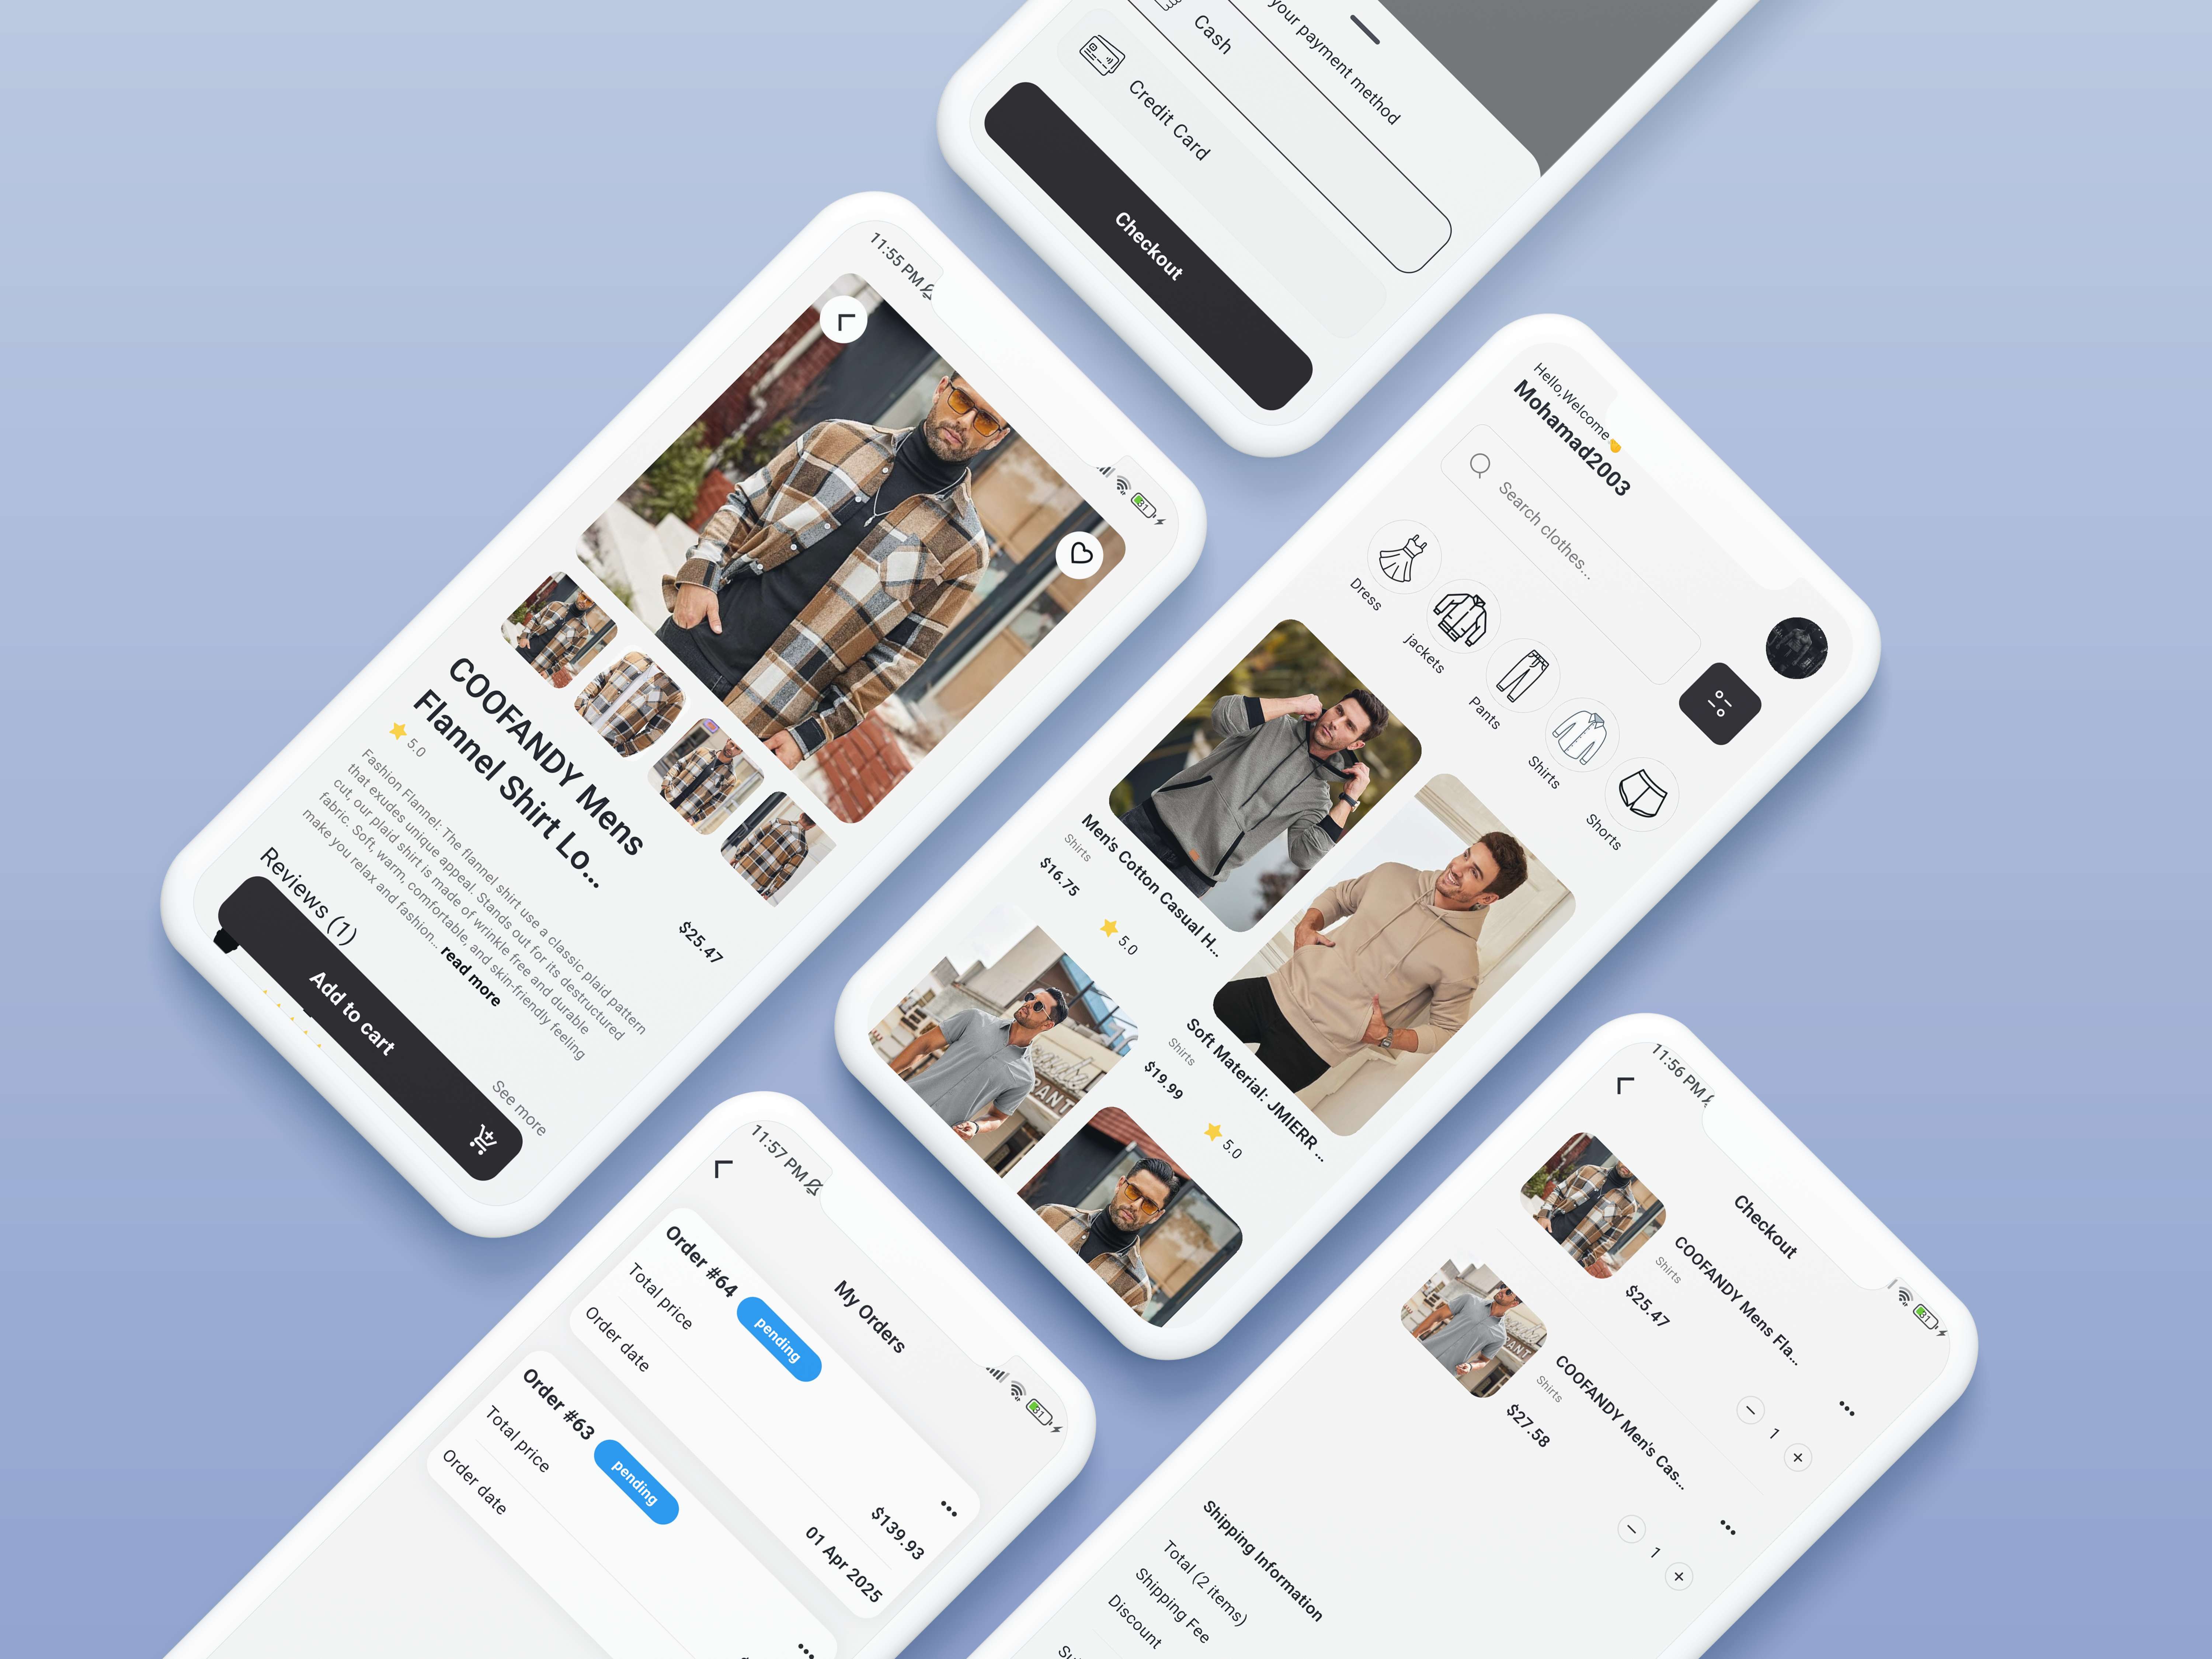 your payment method
Cash
Credit Card
Checkout
11:55 PM
31
COOFANDY Mens
Flannel Shirt Lo...
5.0
$25.47
Fashion Flannel: The flannel shirt use a classic plaid pattern
that exudes unique appeal. Stands out for its destructured
cut, our plaid shirt is made of wrinkle free and durable
fabric. Soft, warm, comfortable, and skin-friendly feeling
make you relax and fashion... read more
Reviews (1)
See more
Add to cart
Hello,Welcome
Mohamad2003
Search clothes...
Dress
jackets
Pants
Shirts
Shorts
Men's Cotton Casual H...
Shirts
$16.75
5.0
Soft Material: JMIERR ...
Shirts
$19.99
5.0
11:57 PM
31
My Orders
Order #64
pending
Total price
$139.93
Order date
01 Apr 2025
Order #63
pending
Total price
Order date
11:56 PM
31
Checkout
COOFANDY Mens Fla...
Shirts
$25.47
1
COOFANDY Men's Cas...
Shirts
$27.58
1
Shipping Information
Total (2 items)
Shipping Fee
Discount